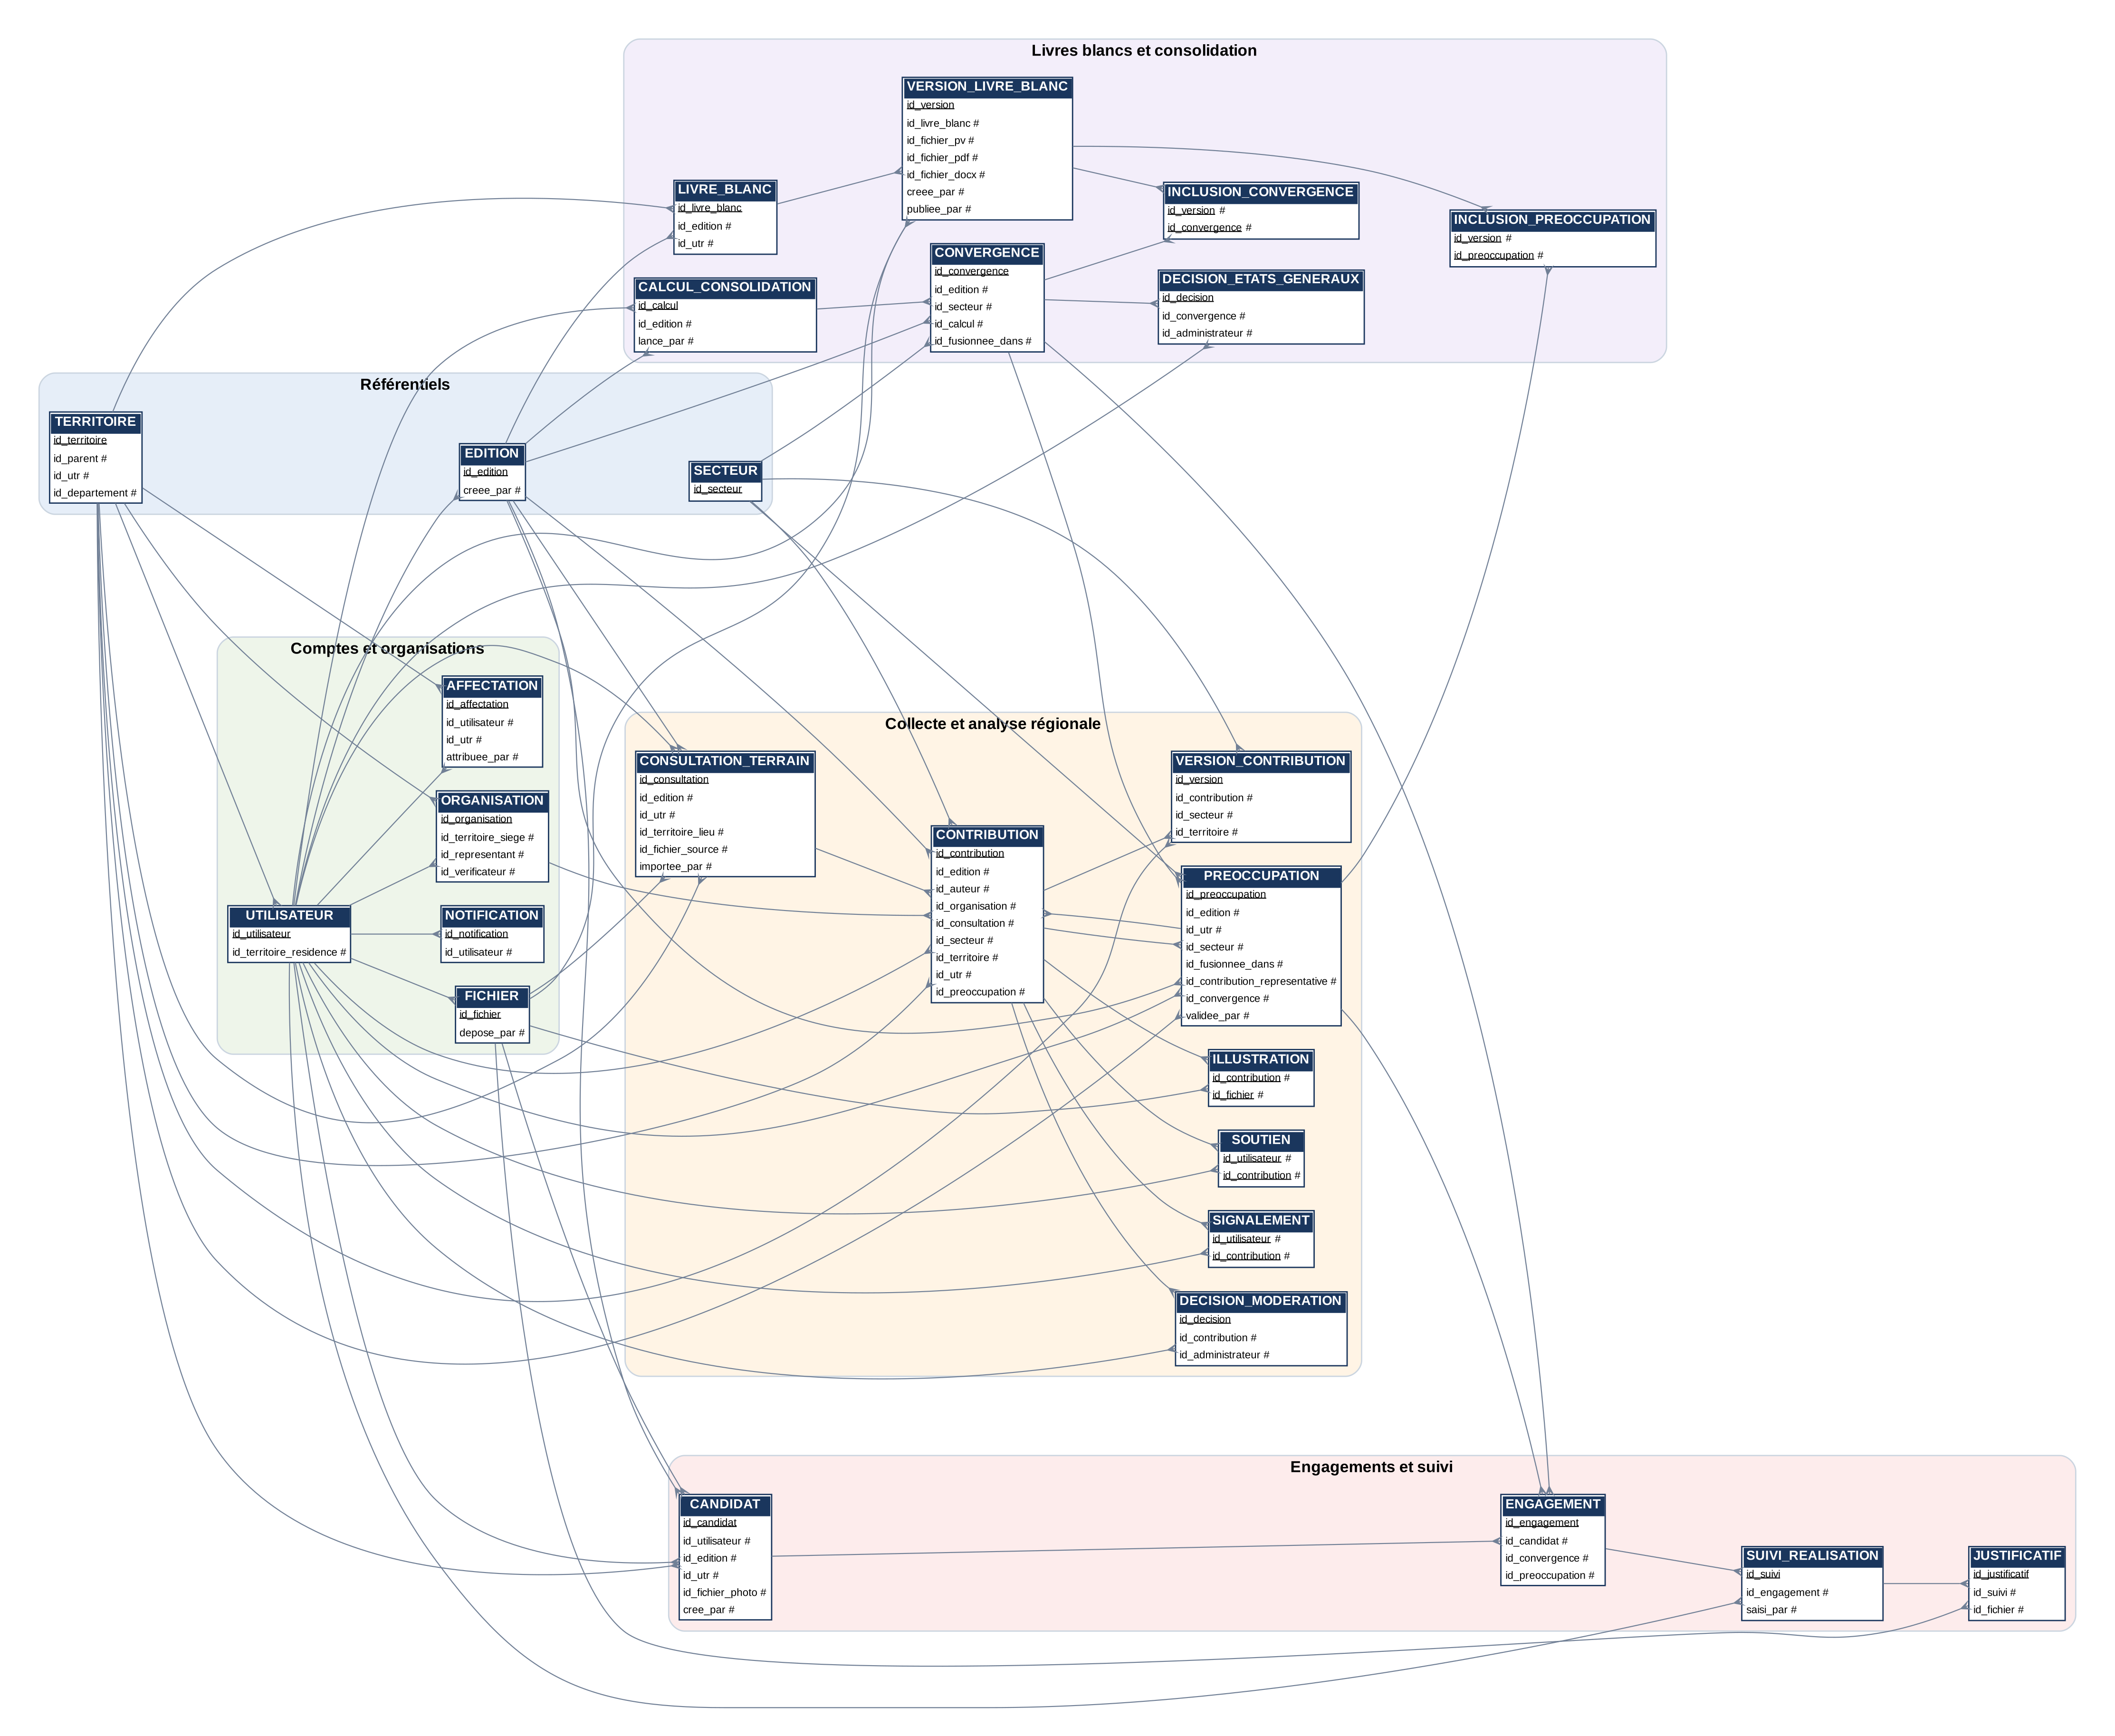 Livres blancs et consolidation
VERSION_LIVRE_BLANC
id_version
id_livre_blanc #
id_fichier_pv #
id_fichier_pdf #
id_fichier_docx #
creee_par #
publiee_par #
LIVRE_BLANC
id_livre_blanc
id_edition #
id_utr #
INCLUSION_CONVERGENCE
id_version #
id_convergence #
INCLUSION_PREOCCUPATION
id_version #
id_preoccupation #
CONVERGENCE
id_convergence
id_edition #
id_secteur #
id_calcul #
id_fusionnee_dans #
CALCUL_CONSOLIDATION
id_calcul
id_edition #
lance_par #
DECISION_ETATS_GENERAUX
id_decision
id_convergence #
id_administrateur #
Référentiels
TERRITOIRE
id_territoire
id_parent #
id_utr #
id_departement #
EDITION
id_edition
creee_par #
SECTEUR
id_secteur
Comptes et organisations
AFFECTATION
id_affectation
id_utilisateur #
id_utr #
attribuee_par #
ORGANISATION
id_organisation
id_territoire_siege #
id_representant #
id_verificateur #
UTILISATEUR
id_utilisateur
id_territoire_residence #
NOTIFICATION
id_notification
id_utilisateur #
FICHIER
id_fichier
depose_par #
Collecte et analyse régionale
CONSULTATION_TERRAIN
id_consultation
id_edition #
id_utr #
id_territoire_lieu #
id_fichier_source #
importee_par #
CONTRIBUTION
id_contribution
id_edition #
id_auteur #
id_organisation #
id_consultation #
id_secteur #
id_territoire #
id_utr #
id_preoccupation #
VERSION_CONTRIBUTION
id_version
id_contribution #
id_secteur #
id_territoire #
PREOCCUPATION
id_preoccupation
id_edition #
id_utr #
id_secteur #
id_fusionnee_dans #
id_contribution_representative #
id_convergence #
validee_par #
ILLUSTRATION
id_contribution #
id_fichier #
SOUTIEN
id_utilisateur #
id_contribution #
SIGNALEMENT
id_utilisateur #
id_contribution #
DECISION_MODERATION
id_decision
id_contribution #
id_administrateur #
Engagements et suivi
CANDIDAT
id_candidat
id_utilisateur #
id_edition #
id_utr #
id_fichier_photo #
cree_par #
ENGAGEMENT
id_engagement
id_candidat #
id_convergence #
id_preoccupation #
SUIVI_REALISATION
id_suivi
id_engagement #
saisi_par #
JUSTIFICATIF
id_justificatif
id_suivi #
id_fichier #